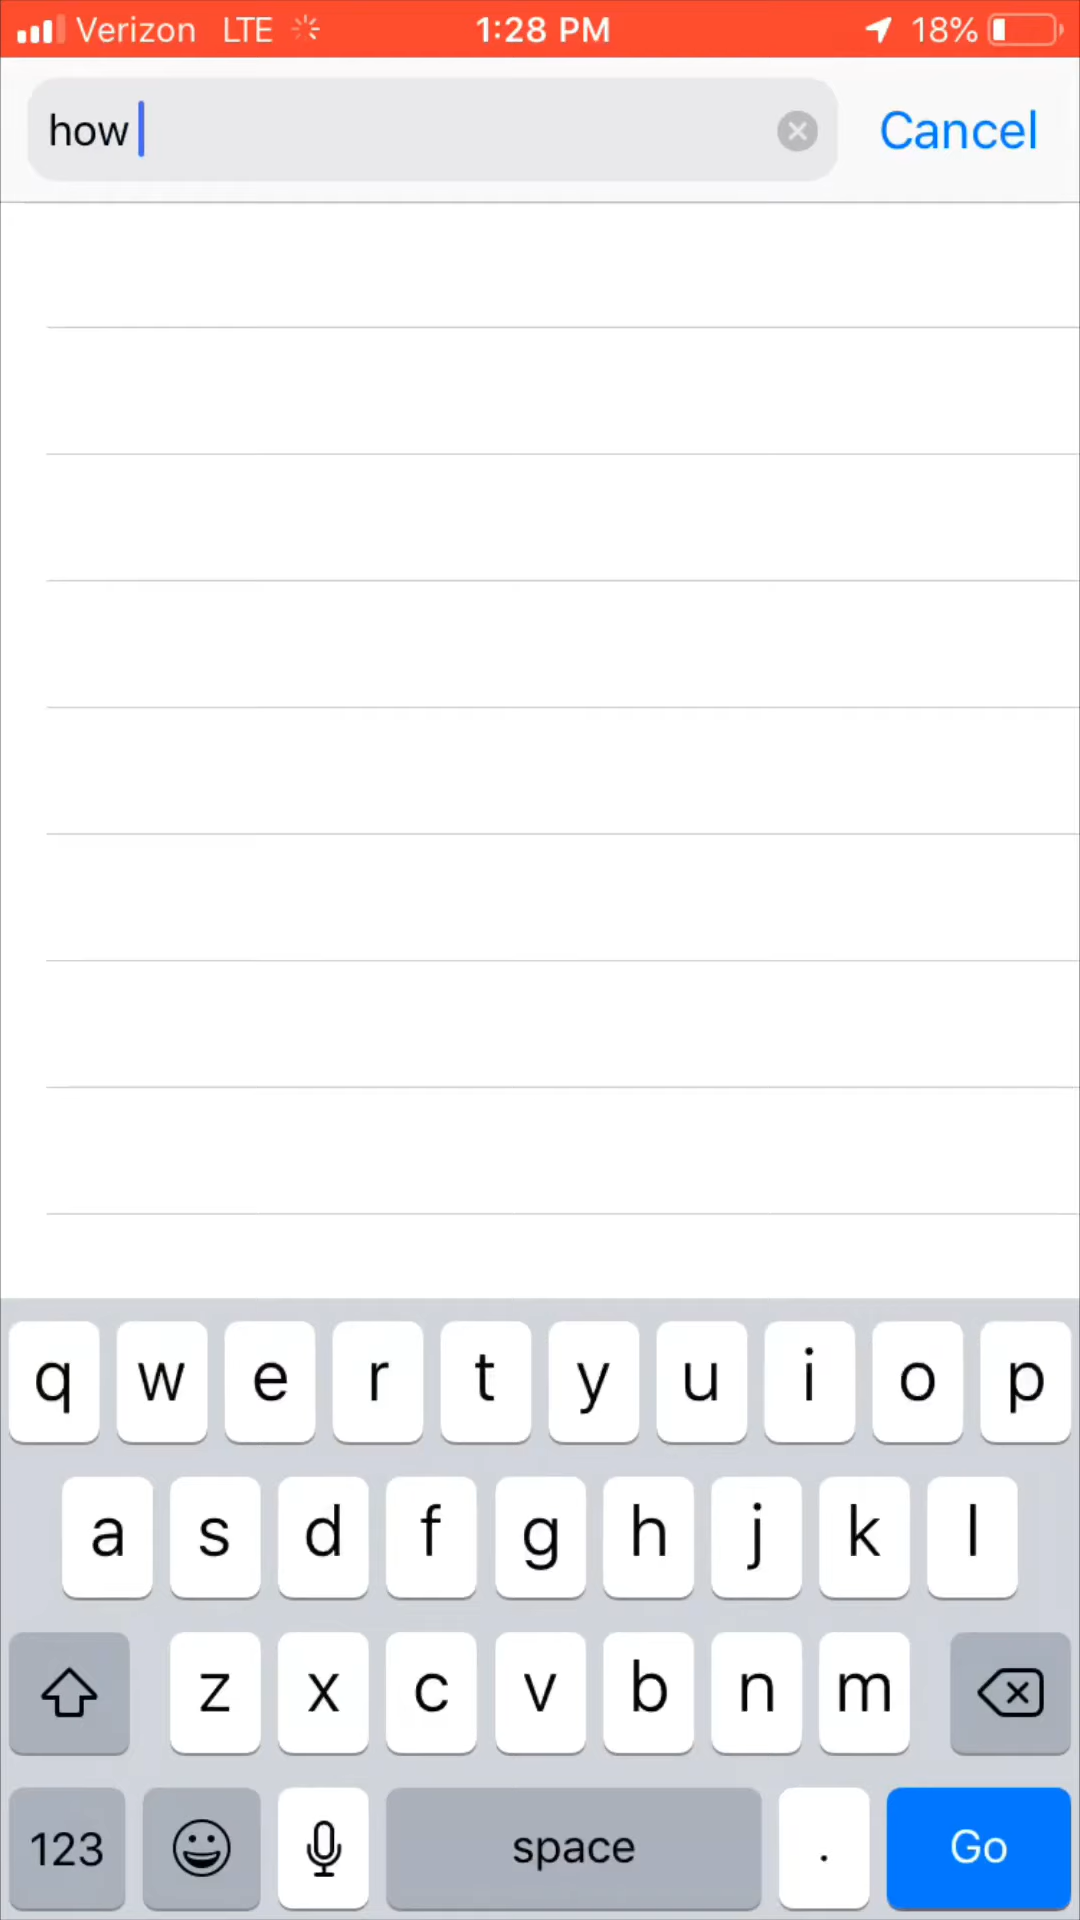 Verizon LTE 1:28 PM 18%
how
Cancel
q w e r t y u i o p
a s d f g h j k l
z x c v b n m
123 space . Go